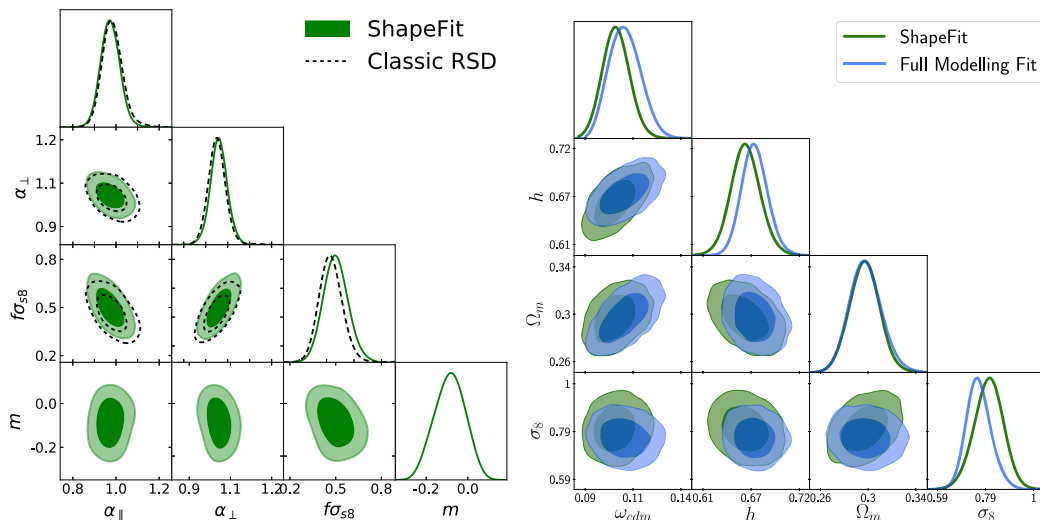 ShapeFit
Classic RSD
1.2
1.1
0.9
α⊥
0.8
0.5
0.2
fσs8
0.0
-0.2
m
0.8 1.0 1.2
0.9 1.1 1.2
0.2 0.5 0.8
-0.2 0.0
α∥ α⊥ fσs8 m
ShapeFit
Full Modelling Fit
0.72
0.67
0.61
h
0.34
0.3
0.26
Ωm
1
0.79
0.59
σ8
0.09 0.11 0.14
0.61 0.67 0.72
0.26 0.3 0.34
0.59 0.79 1
ωcdm h Ωm σ8